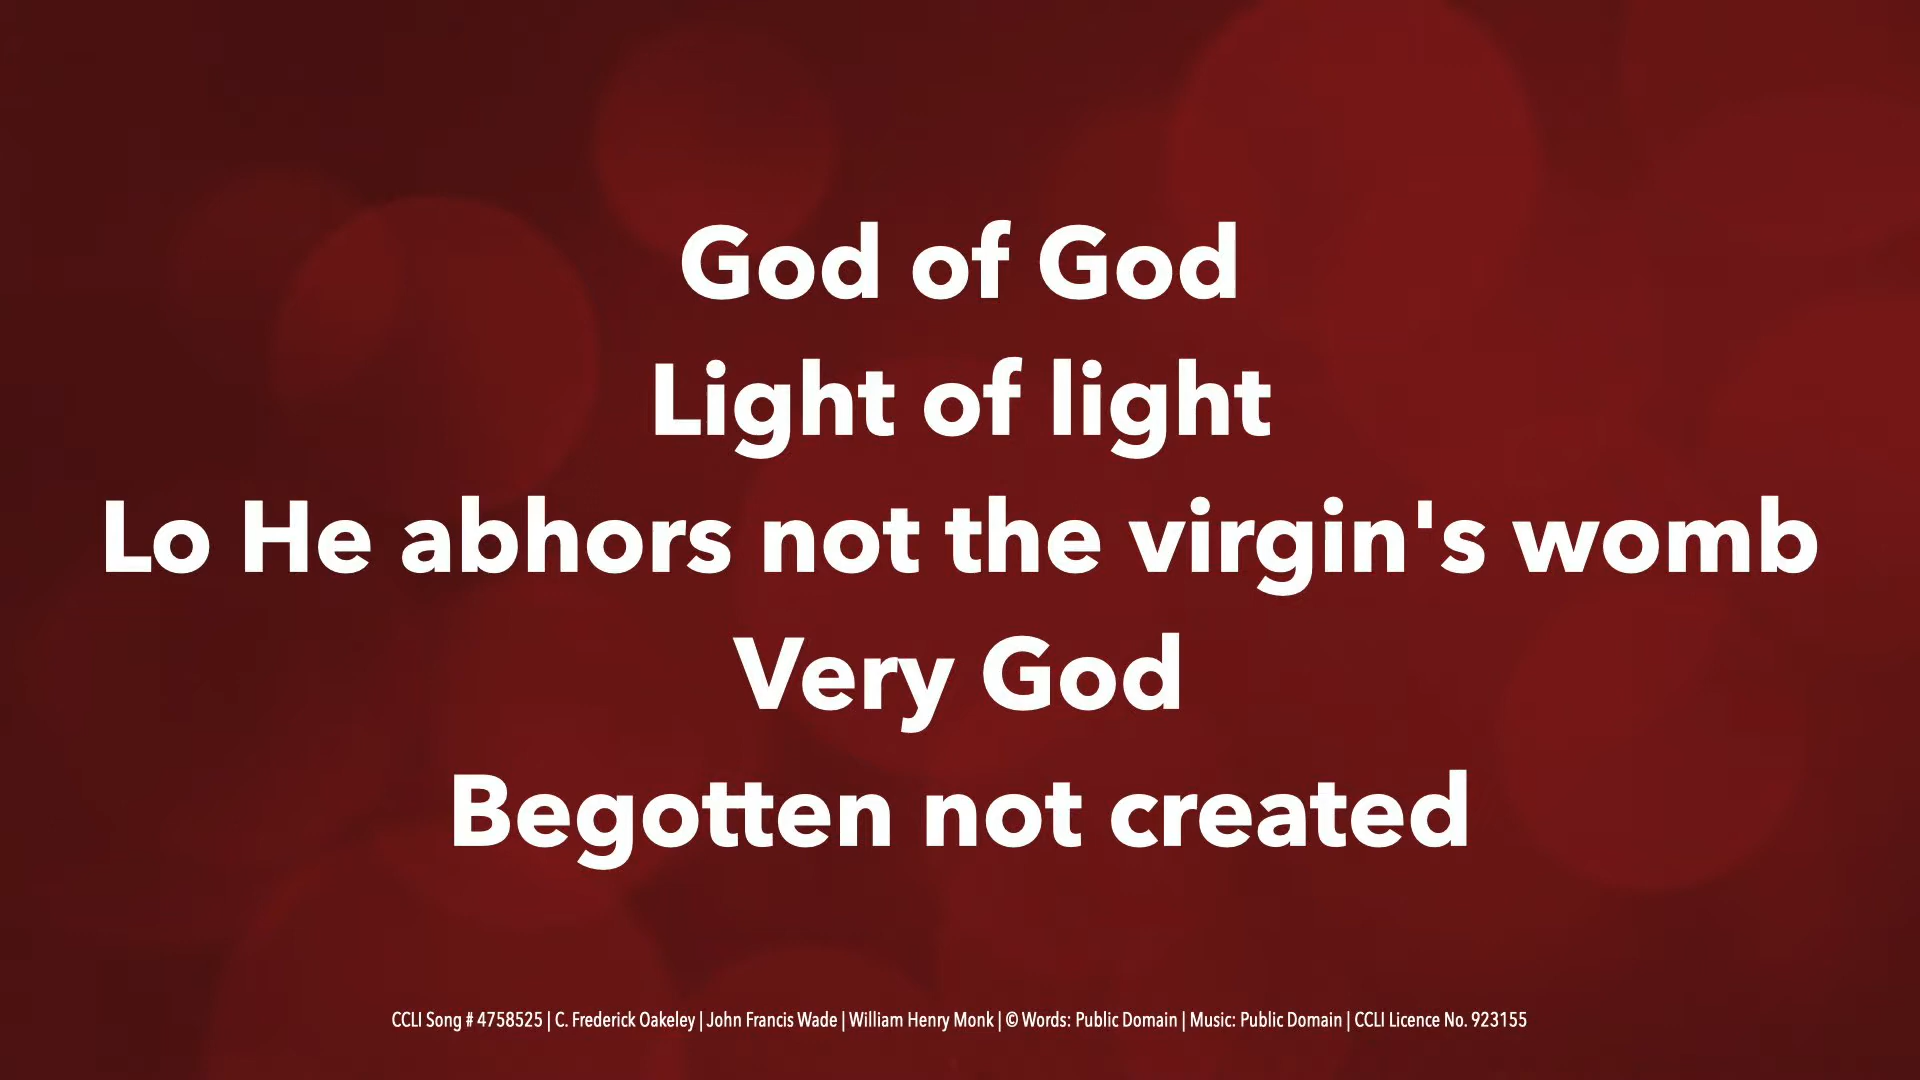 God of God
Light of light
Lo He abhors not the virgin's womb
Very God
Begotten not created
CCLI Song # 4758525 | C. Frederick Oakeley | John Francis Wade | William Henry Monk | © Words: Public Domain | Music: Public Domain | CCLI Licence No. 923155